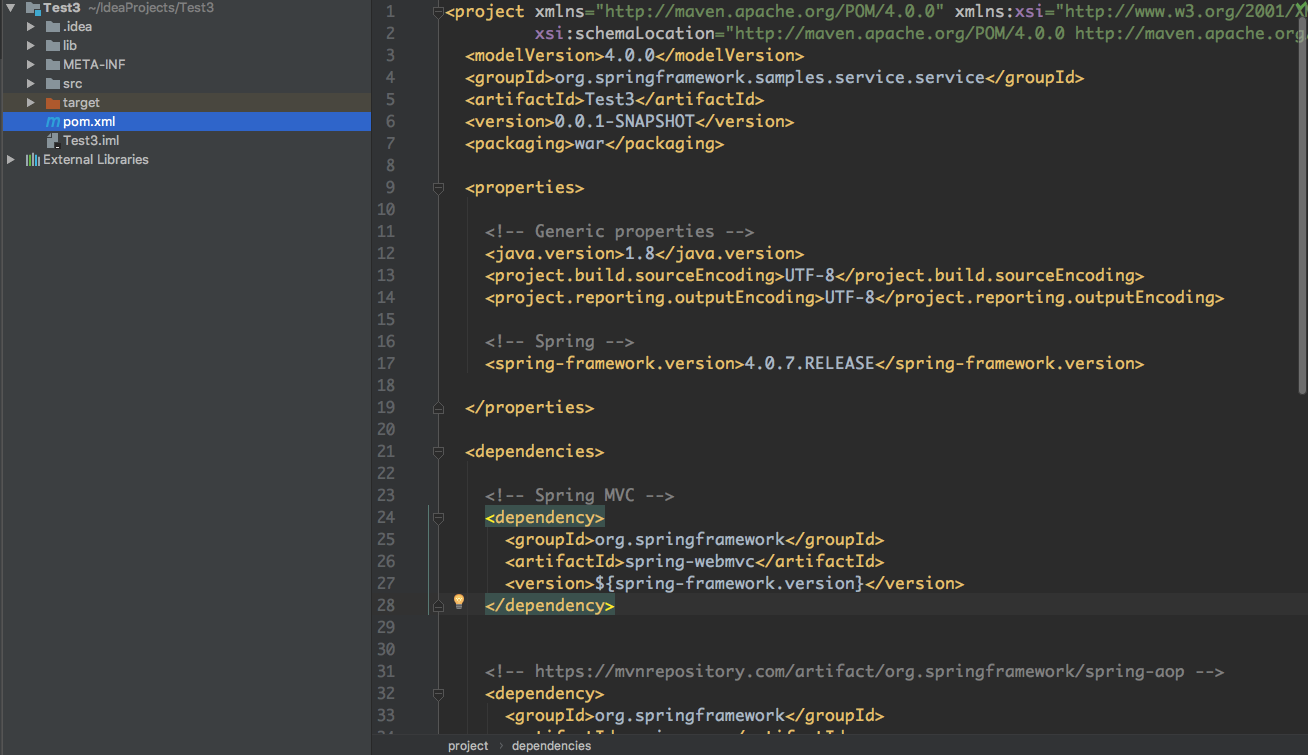 Test3 ~/IdeaProjects/Test3
.idea
lib
META-INF
src
target
pom.xml
Test3.iml
External Libraries
1 <project xmlns="http://maven.apache.org/POM/4.0.0" xmlns:xsi="http://www.w3.org/2001/
2 xsi:schemaLocation="http://maven.apache.org/POM/4.0.0 http://maven.apache.org/
3 <modelVersion>4.0.0</modelVersion>
4 <groupId>org.springframework.samples.service.service</groupId>
5 <artifactId>Test3</artifactId>
6 <version>0.0.1-SNAPSHOT</version>
7 <packaging>war</packaging>
8
9 <properties>
10
11 <!-- Generic properties -->
12 <java.version>1.8</java.version>
13 <project.build.sourceEncoding>UTF-8</project.build.sourceEncoding>
14 <project.reporting.outputEncoding>UTF-8</project.reporting.outputEncoding>
15
16 <!-- Spring -->
17 <spring-framework.version>4.0.7.RELEASE</spring-framework.version>
18
19 </properties>
20
21 <dependencies>
22
23 <!-- Spring MVC -->
24 <dependency>
25 <groupId>org.springframework</groupId>
26 <artifactId>spring-webmvc</artifactId>
27 <version>${spring-framework.version}</version>
28 </dependency>
29
30
31 <!-- https://mvnrepository.com/artifact/org.springframework/spring-aop -->
32 <dependency>
33 <groupId>org.springframework</groupId>
project › dependencies